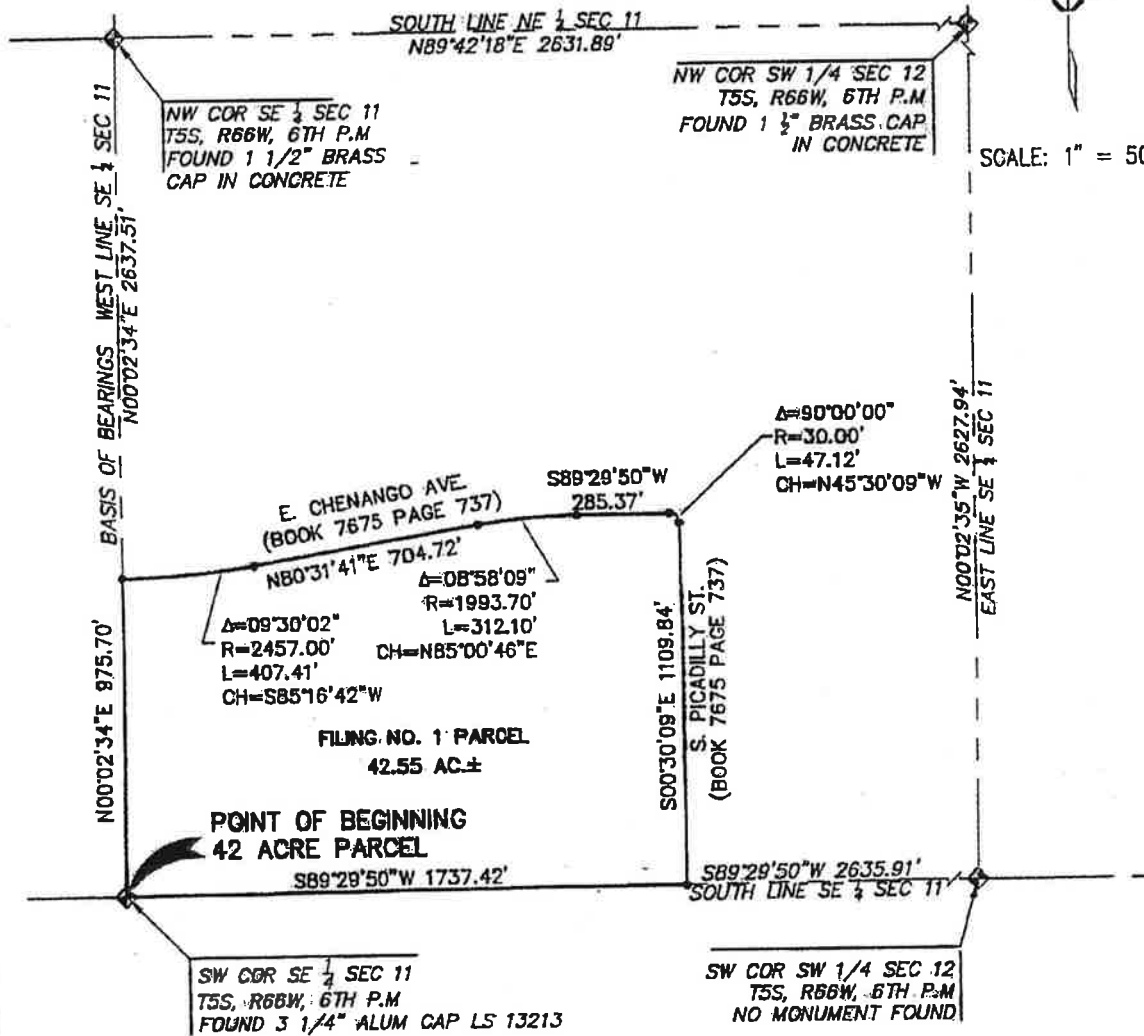 SOUTH LINE NE 1/4 SEC 11
N89°42'18"E 2631.89'
NW COR SE 1/4 SEC 11
T5S, R66W, 6TH P.M
FOUND 1 1/2" BRASS
CAP IN CONCRETE
NW COR SW 1/4 SEC 12
T5S, R66W, 6TH P.M
FOUND 1 1/2" BRASS CAP
IN CONCRETE
SCALE: 1" = 50
BASIS OF BEARINGS WEST LINE SE 1/4 SEC 11
N00°02'34"E 2637.51'
N00°02'35"W 2627.94'
EAST LINE SE 1/4 SEC 11
Δ=90°00'00"
R=30.00'
L=47.12'
CH=N45°30'09"W
S89°29'50"W
285.37'
E. CHENANGO AVE.
(BOOK 7675 PAGE 737)
N80°31'41"E 704.72'
Δ=08°58'09"
R=1993.70'
L=312.10'
CH=N85°00'46"E
Δ=09°30'02"
R=2457.00'
L=407.41'
CH=S85°16'42"W
N00°02'34"E 975.70'
S00°30'09"E 1109.84'
S. PICADILLY ST.
(BOOK 7675 PAGE 737)
FILING NO. 1 PARCEL
42.55 AC.±
POINT OF BEGINNING
42 ACRE PARCEL
S89°29'50"W 1737.42'
S89°29'50"W 2635.91'
SOUTH LINE SE 1/4 SEC 11
SW COR SE 1/4 SEC 11
T5S, R66W, 6TH P.M
FOUND 3 1/4" ALUM CAP LS 13213
SW COR SW 1/4 SEC 12
T5S, R66W, 6TH P.M
NO MONUMENT FOUND